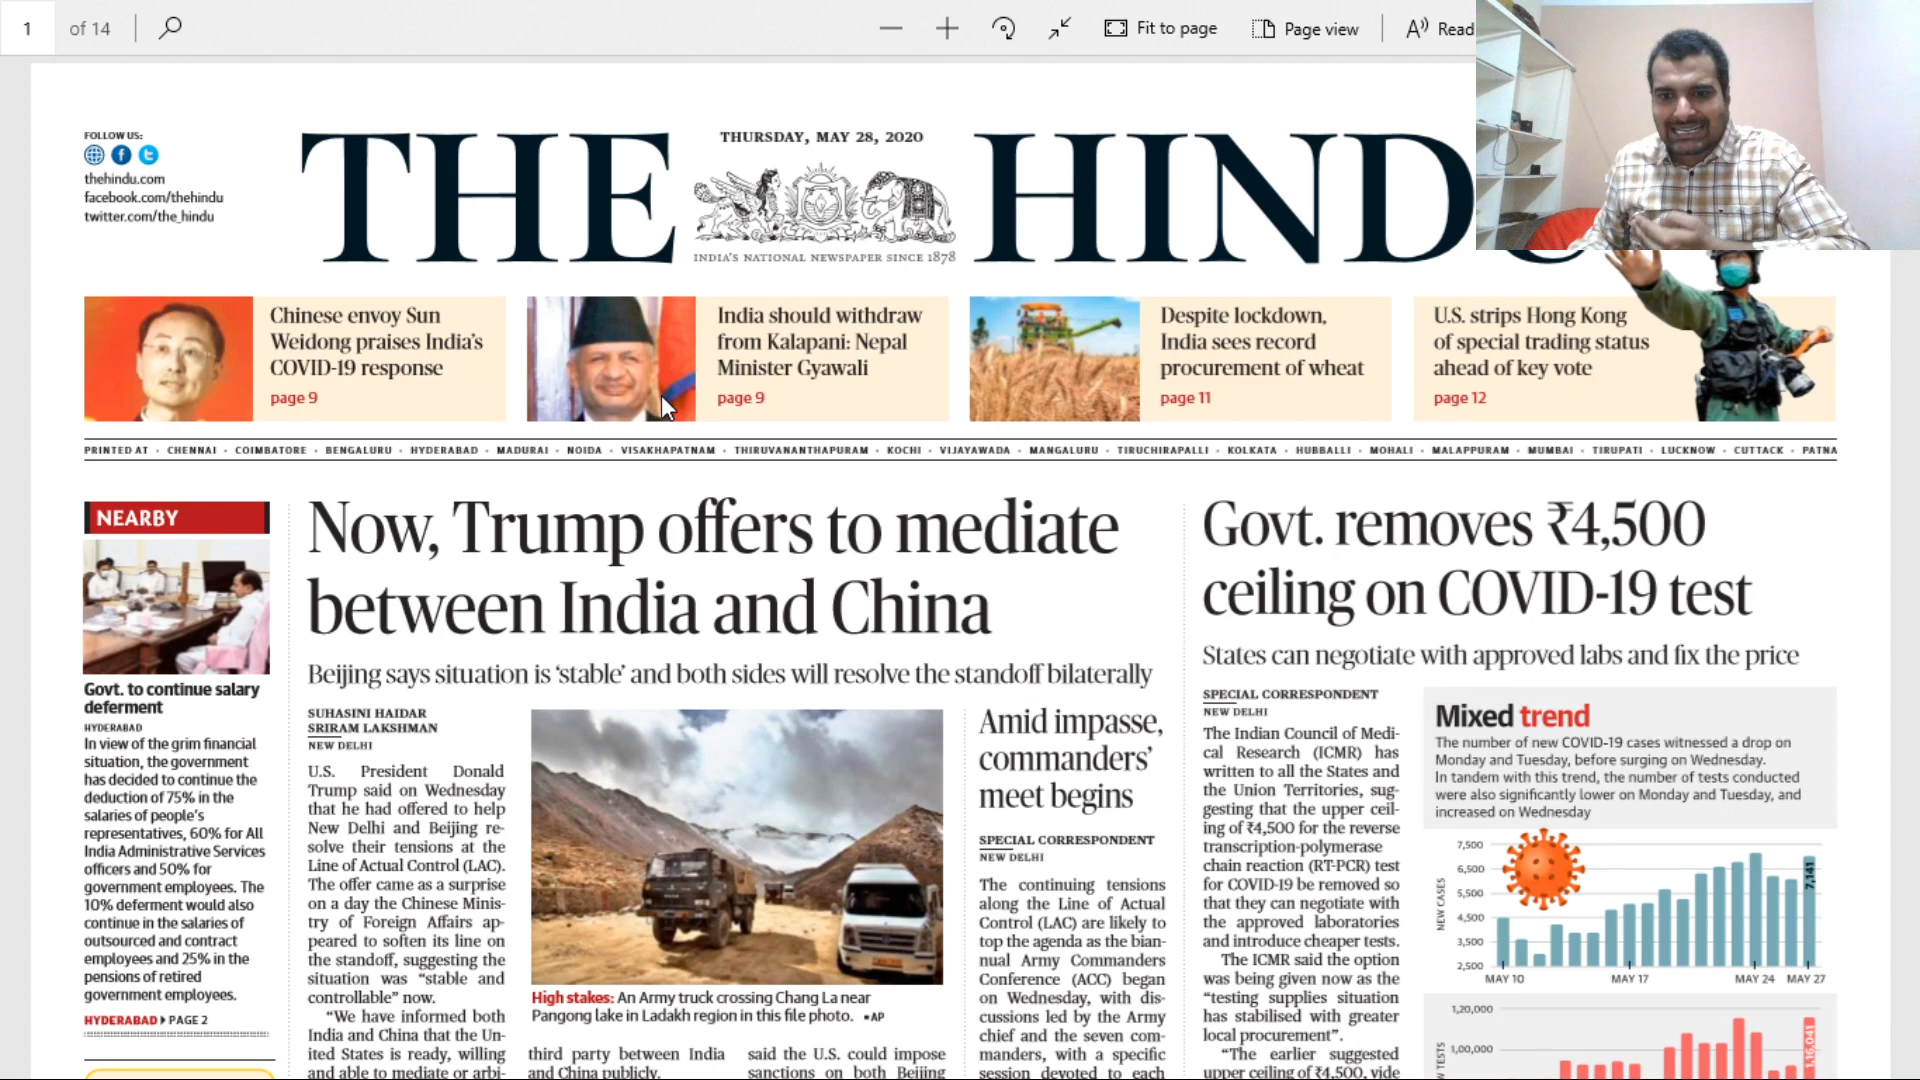 1
of 14
Fit to page
Page view
Read
FOLLOW US:
thehindu.com
facebook.com/thehindu
twitter.com/the_hindu
THURSDAY, MAY 28, 2020
THE
INDIA'S NATIONAL NEWSPAPER SINCE 1878
Chinese envoy Sun
Weidong praises India's
COVID-19 response
page 9
India should withdraw
from Kalapani: Nepal
Minister Gyawali
page 9
Despite lockdown,
India sees record
procurement of wheat
page 11
U.S. strips Hong Kong
of special trading status
ahead of key vote
page 12
PRINTED AT • CHENNAI • COIMBATORE • BENGALURU • HYDERABAD • MADURAI • NOIDA • VISAKHAPATNAM • THIRUVANANTHAPURAM • KOCHI • VIJAYAWADA • MANGALURU • TIRUCHIRAPALLI • KOLKATA • HUBBALLI • MOHALI • MALAPPURAM • MUMBAI • TIRUPATI • LUCKNOW • CUTTACK • PATNA
NEARBY
Govt. to continue salary
deferment
HYDERABAD
In view of the grim financial
situation, the government
has decided to continue the
deduction of 75% in the
salaries of people's
representatives, 60% for All
India Administrative Services
officers and 50% for
government employees. The
10% deferment would also
continue in the salaries of
outsourced and contract
employees and 25% in the
pensions of retired
government employees.
HYDERABAD ▸ PAGE 2
Now, Trump offers to mediate
between India and China
Beijing says situation is 'stable' and both sides will resolve the standoff bilaterally
SUHASINI HAIDAR
SRIRAM LAKSHMAN
NEW DELHI
U.S. President Donald
Trump said on Wednesday
that he had offered to help
New Delhi and Beijing re-
solve their tensions at the
Line of Actual Control (LAC).
The offer came as a surprise
on a day the Chinese Minis-
try of Foreign Affairs ap-
peared to soften its line on
the standoff, suggesting the
situation was "stable and
controllable" now.
"We have informed both
India and China that the Un-
ited States is ready, willing
and able to mediate or arbi-
High stakes: An Army truck crossing Chang La near
Pangong lake in Ladakh region in this file photo. ▪AP
third party between India
and China publicly.
said the U.S. could impose
sanctions on both Beijing
Amid impasse,
commanders'
meet begins
SPECIAL CORRESPONDENT
NEW DELHI
The continuing tensions
along the Line of Actual
Control (LAC) are likely to
top the agenda as the bian-
nual Army Commanders
Conference (ACC) began
on Wednesday, with dis-
cussions led by the Army
chief and the seven com-
manders, with a specific
session devoted to each
Govt. removes ₹4,500
ceiling on COVID-19 test
States can negotiate with approved labs and fix the price
SPECIAL CORRESPONDENT
NEW DELHI
The Indian Council of Medi-
cal Research (ICMR) has
written to all the States and
the Union Territories, sug-
gesting that the upper ceil-
ing of ₹4,500 for the reverse
transcription-polymerase
chain reaction (RT-PCR) test
for COVID-19 be removed so
that they can negotiate with
the approved laboratories
and introduce cheaper tests.
The ICMR said the option
was being given now as the
"testing supplies situation
has stabilised with greater
local procurement".
"The earlier suggested
upper ceiling of ₹4,500, vide
Mixed trend
The number of new COVID-19 cases witnessed a drop on
Monday and Tuesday, before surging on Wednesday.
In tandem with this trend, the number of tests conducted
were also significantly lower on Monday and Tuesday, and
increased on Wednesday
NEW CASES
7,500
6,500
5,500
4,500
3,500
2,500
7,141
MAY 10
MAY 17
MAY 24
MAY 27
1,20,000
1,00,000
TESTS
1,16,041